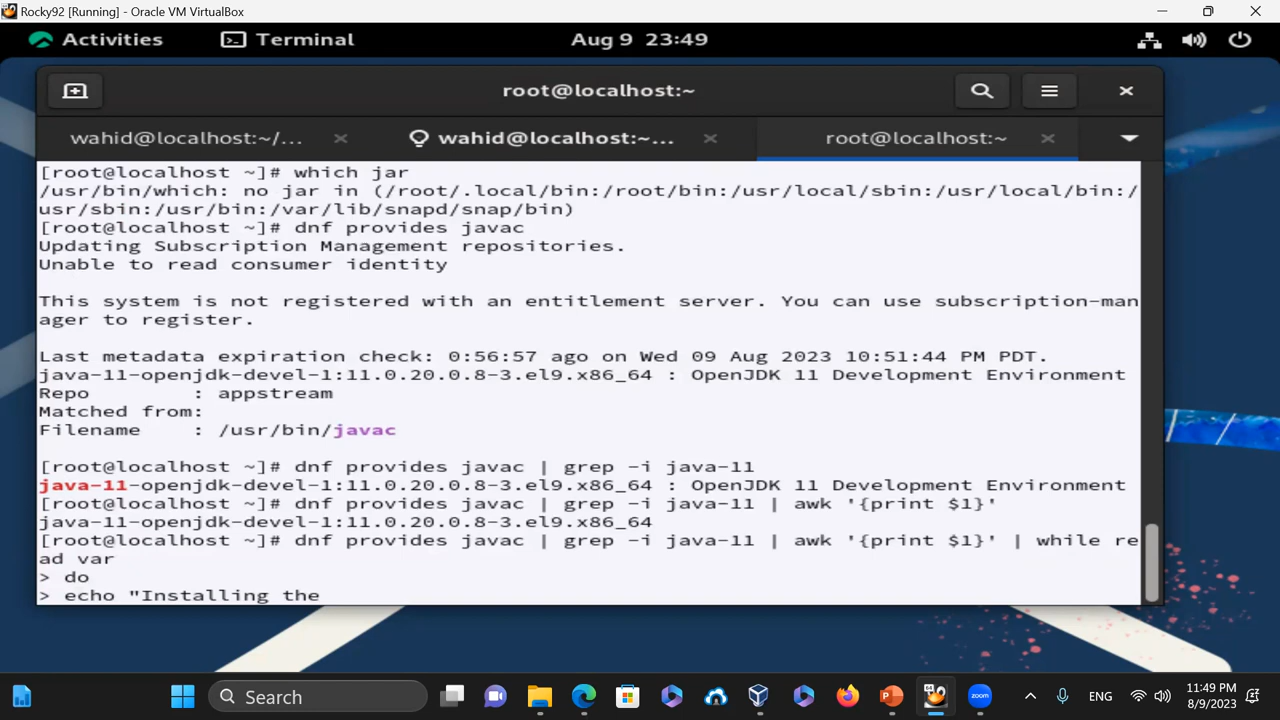 Rocky92 [Running] - Oracle VM VirtualBox
Activities Terminal Aug 9 23:49
root@localhost:~
wahid@localhost:~/... wahid@localhost:~... root@localhost:~
[root@localhost ~]# which jar
/usr/bin/which: no jar in (/root/.local/bin:/root/bin:/usr/local/sbin:/usr/local/bin:/
usr/sbin:/usr/bin:/var/lib/snapd/snap/bin)
[root@localhost ~]# dnf provides javac
Updating Subscription Management repositories.
Unable to read consumer identity
This system is not registered with an entitlement server. You can use subscription-man
ager to register.
Last metadata expiration check: 0:56:57 ago on Wed 09 Aug 2023 10:51:44 PM PDT.
java-11-openjdk-devel-1:11.0.20.0.8-3.el9.x86_64 : OpenJDK 11 Development Environment
Repo : appstream
Matched from:
Filename : /usr/bin/javac
[root@localhost ~]# dnf provides javac | grep -i java-11
java-11-openjdk-devel-1:11.0.20.0.8-3.el9.x86_64 : OpenJDK 11 Development Environment
[root@localhost ~]# dnf provides javac | grep -i java-11 | awk '{print $1}'
java-11-openjdk-devel-1:11.0.20.0.8-3.el9.x86_64
[root@localhost ~]# dnf provides javac | grep -i java-11 | awk '{print $1}' | while re
ad var
> do
> echo "Installing the
Search
zoom
ENG
11:49 PM
8/9/2023